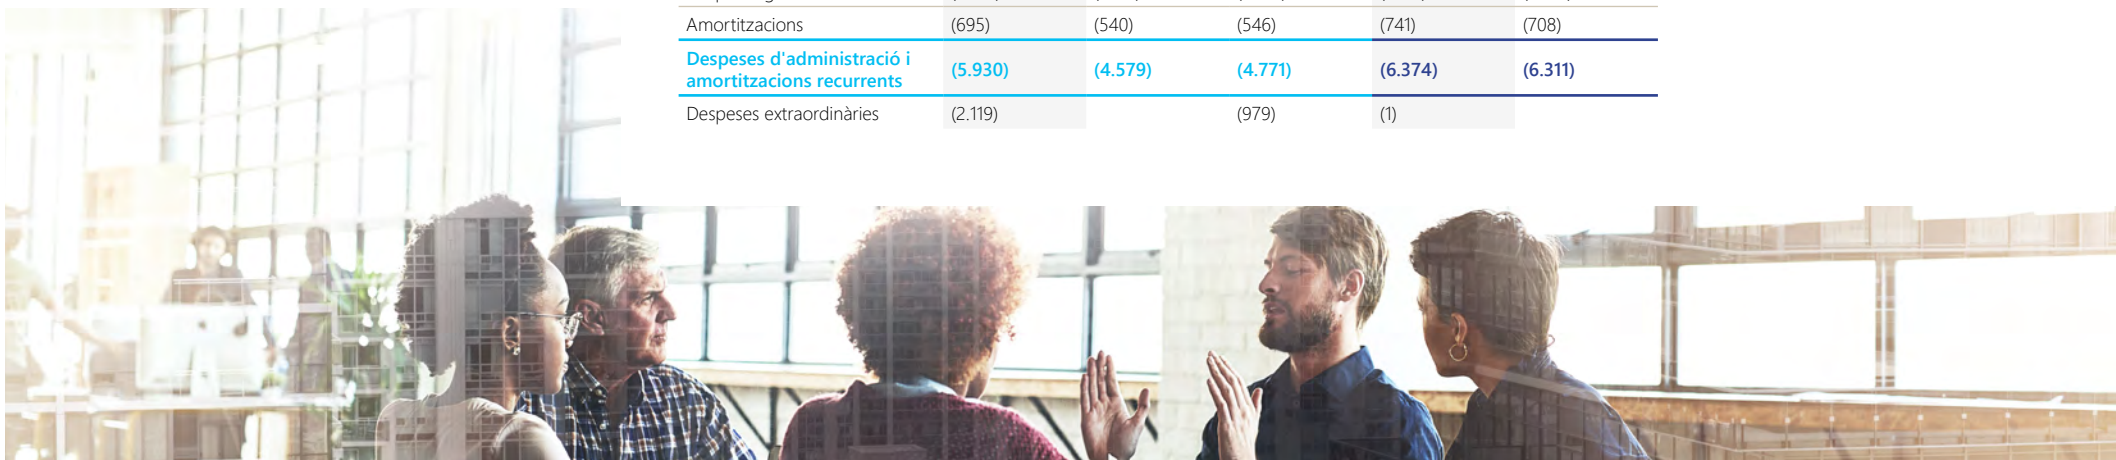 Amortitzacions (695) (540) (546) (741) (708)
Despeses d'administració i
amortitzacions recurrents (5.930) (4.579) (4.771) (6.374) (6.311)
Despeses extraordinàries (2.119) (979) (1)